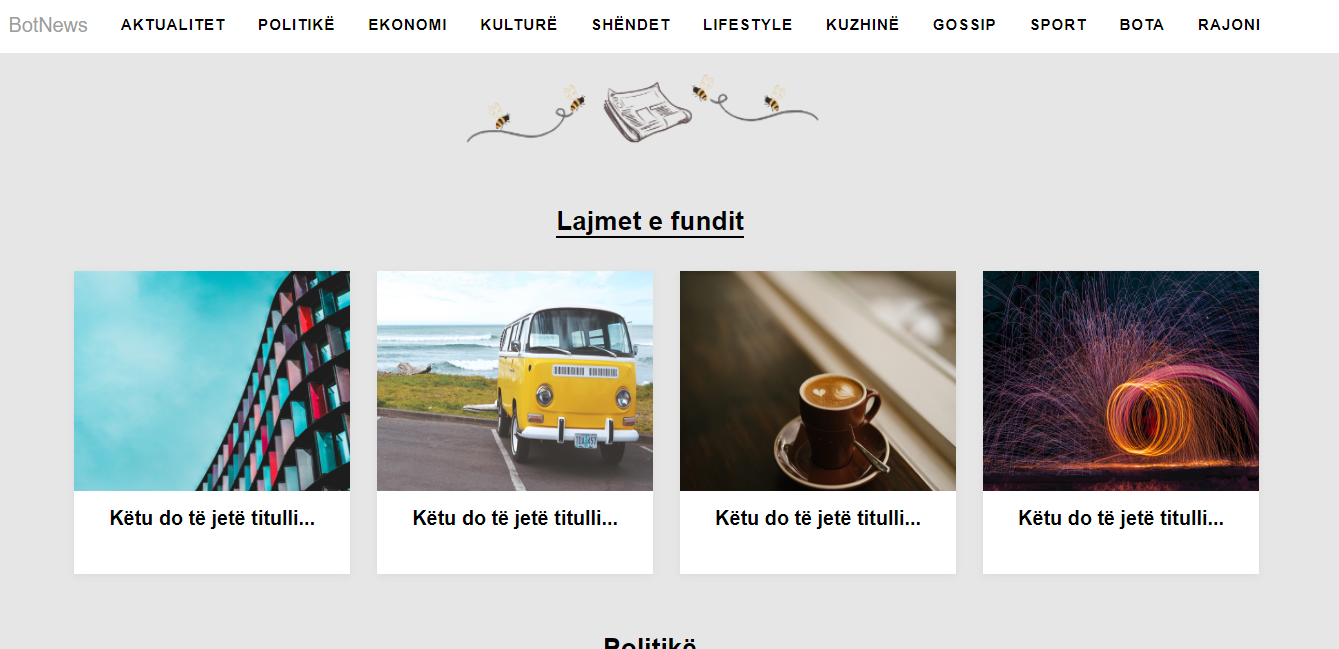 BotNews AKTUALITET POLITIKË EKONOMI KULTURË SHËNDET LIFESTYLE KUZHINË GOSSIP SPORT BOTA RAJONI
Lajmet e fundit
Këtu do të jetë titulli... Këtu do të jetë titulli... Këtu do të jetë titulli... Këtu do të jetë titulli...
Politikë